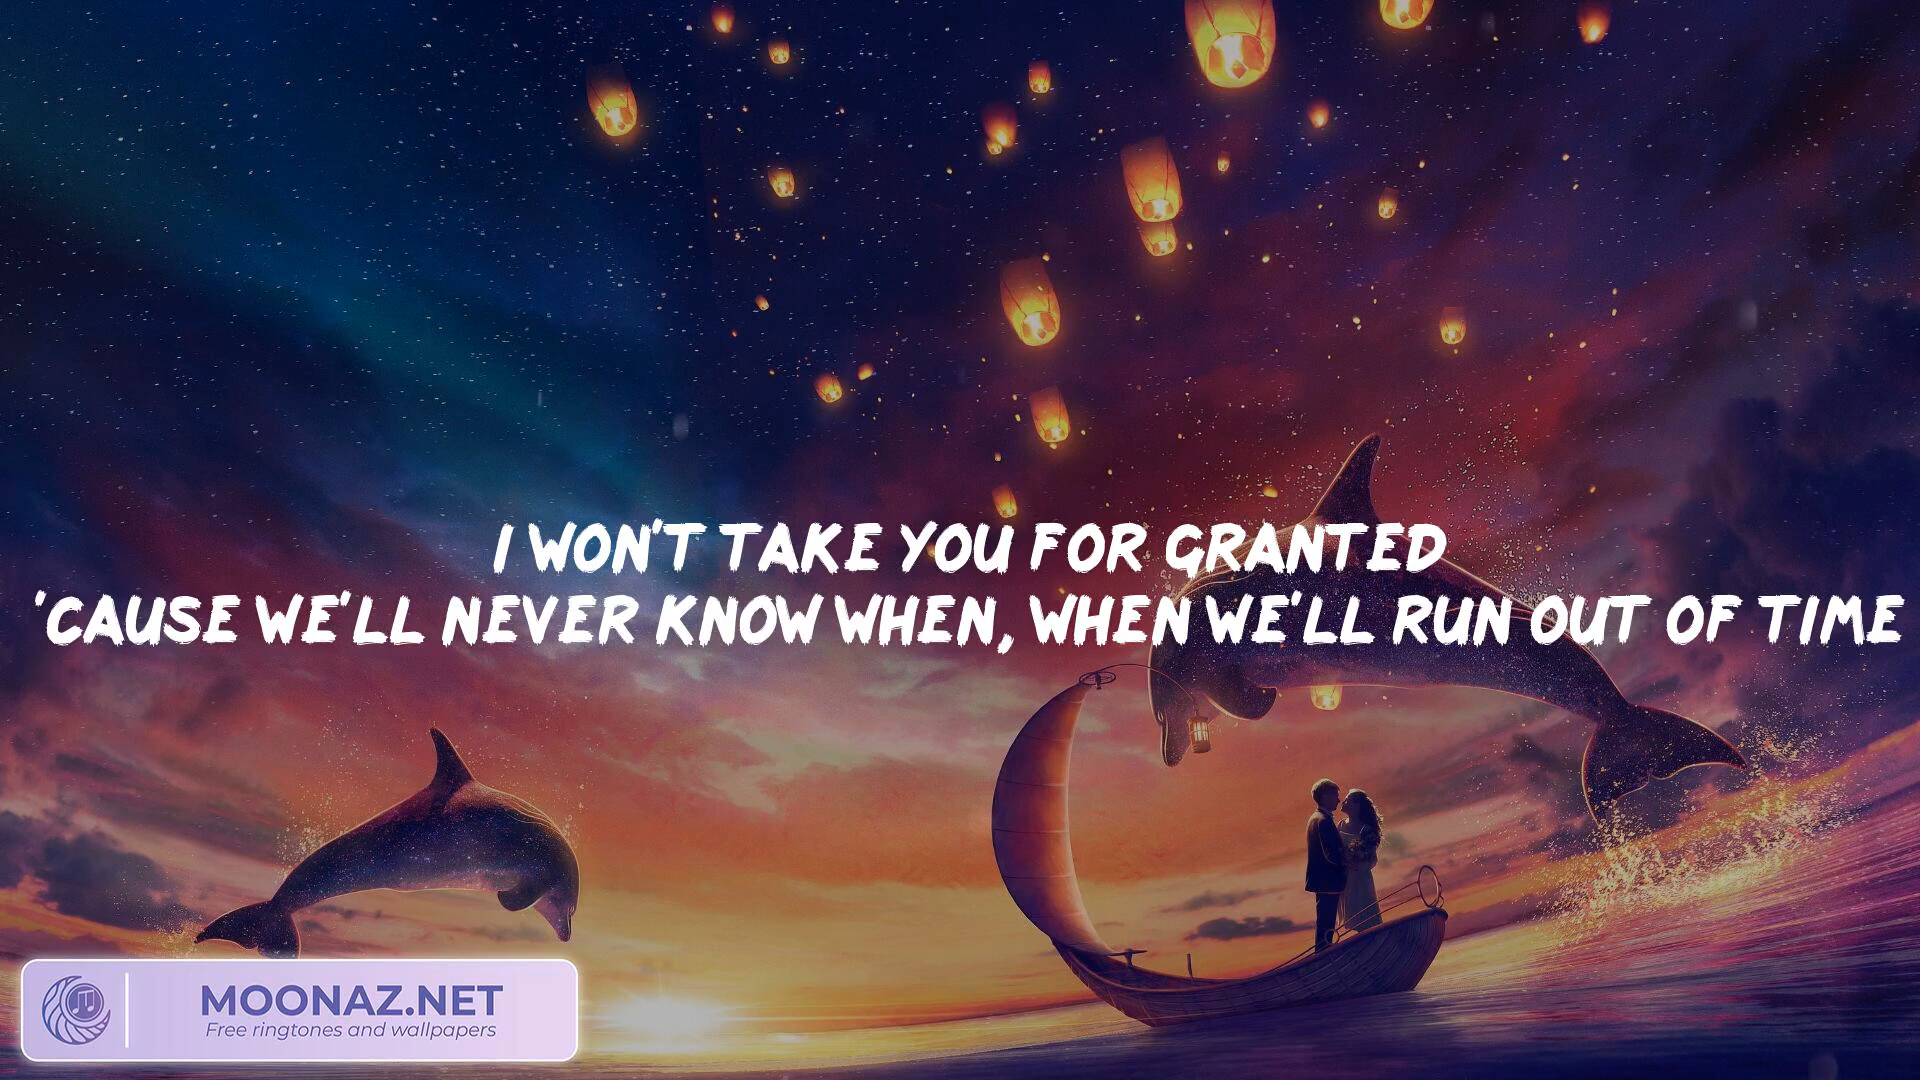 I WON'T TAKE YOU FOR GRANTED
'CAUSE WE'LL NEVER KNOW WHEN, WHEN WE'LL RUN OUT OF TIME
MOONAZ.NET
Free ringtones and wallpapers